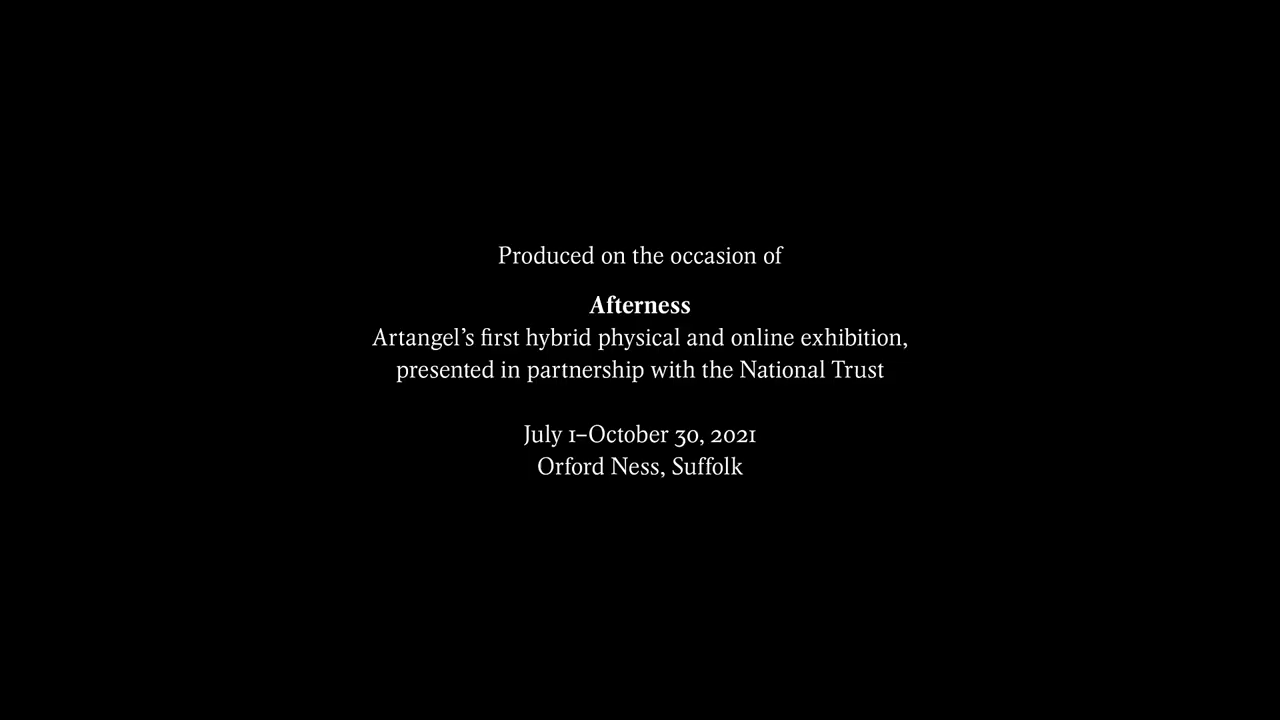 Produced on the occasion of
Afterness
Artangel’s first hybrid physical and online exhibition,
presented in partnership with the National Trust
July 1–October 30, 2021
Orford Ness, Suffolk